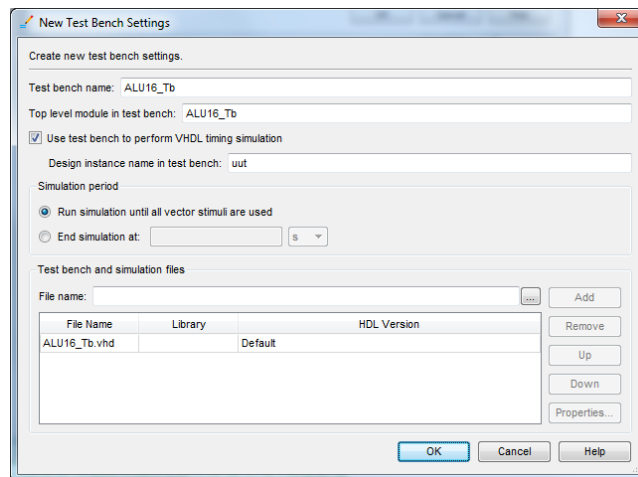 New Test Bench Settings
Create new test bench settings.
Test bench name: ALU16_Tb
Top level module in test bench: ALU16_Tb
Use test bench to perform VHDL timing simulation
Design instance name in test bench: uut
Simulation period
Run simulation until all vector stimuli are used
End simulation at: s
Test bench and simulation files
File name: ... Add
File Name Library HDL Version Remove
ALU16_Tb.vhd Default
Up
Down
Properties...
OK Cancel Help